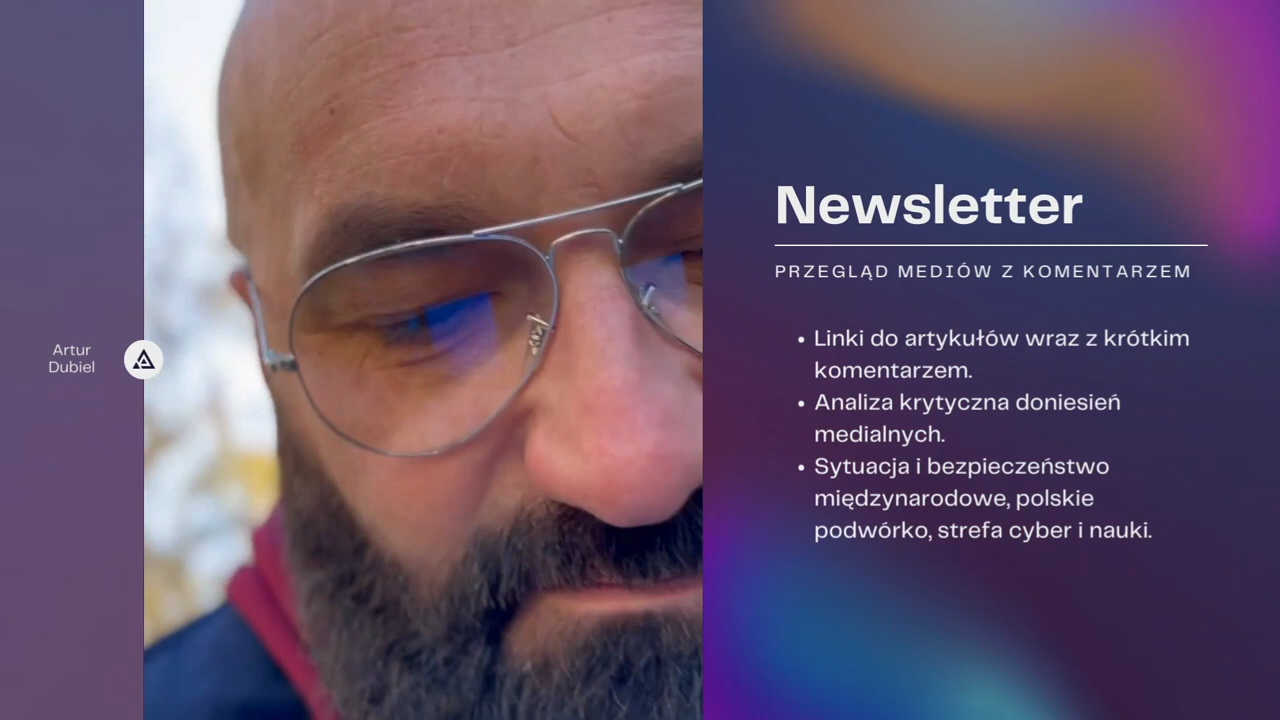 Artur
Dubiel
Newsletter
PRZEGLĄD MEDIÓW Z KOMENTARZEM
• Linki do artykułów wraz z krótkim
komentarzem.
• Analiza krytyczna doniesień
medialnych.
• Sytuacja i bezpieczeństwo
międzynarodowe, polskie
podwórko, strefa cyber i nauki.